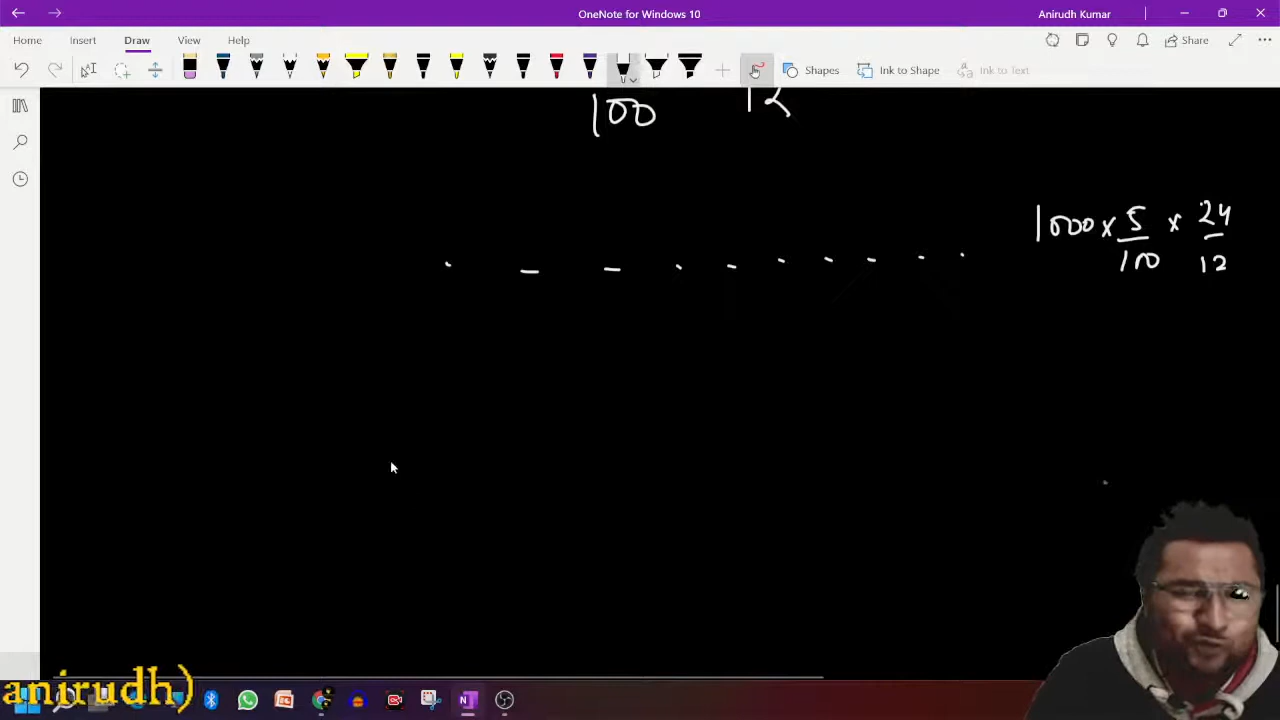 OneNote for Windows 10
Anirudh Kumar
Home Insert Draw View Help
Share
Shapes Ink to Shape Ink to Text
100 12
1000 x 5/100 x 24/12
anirudh)